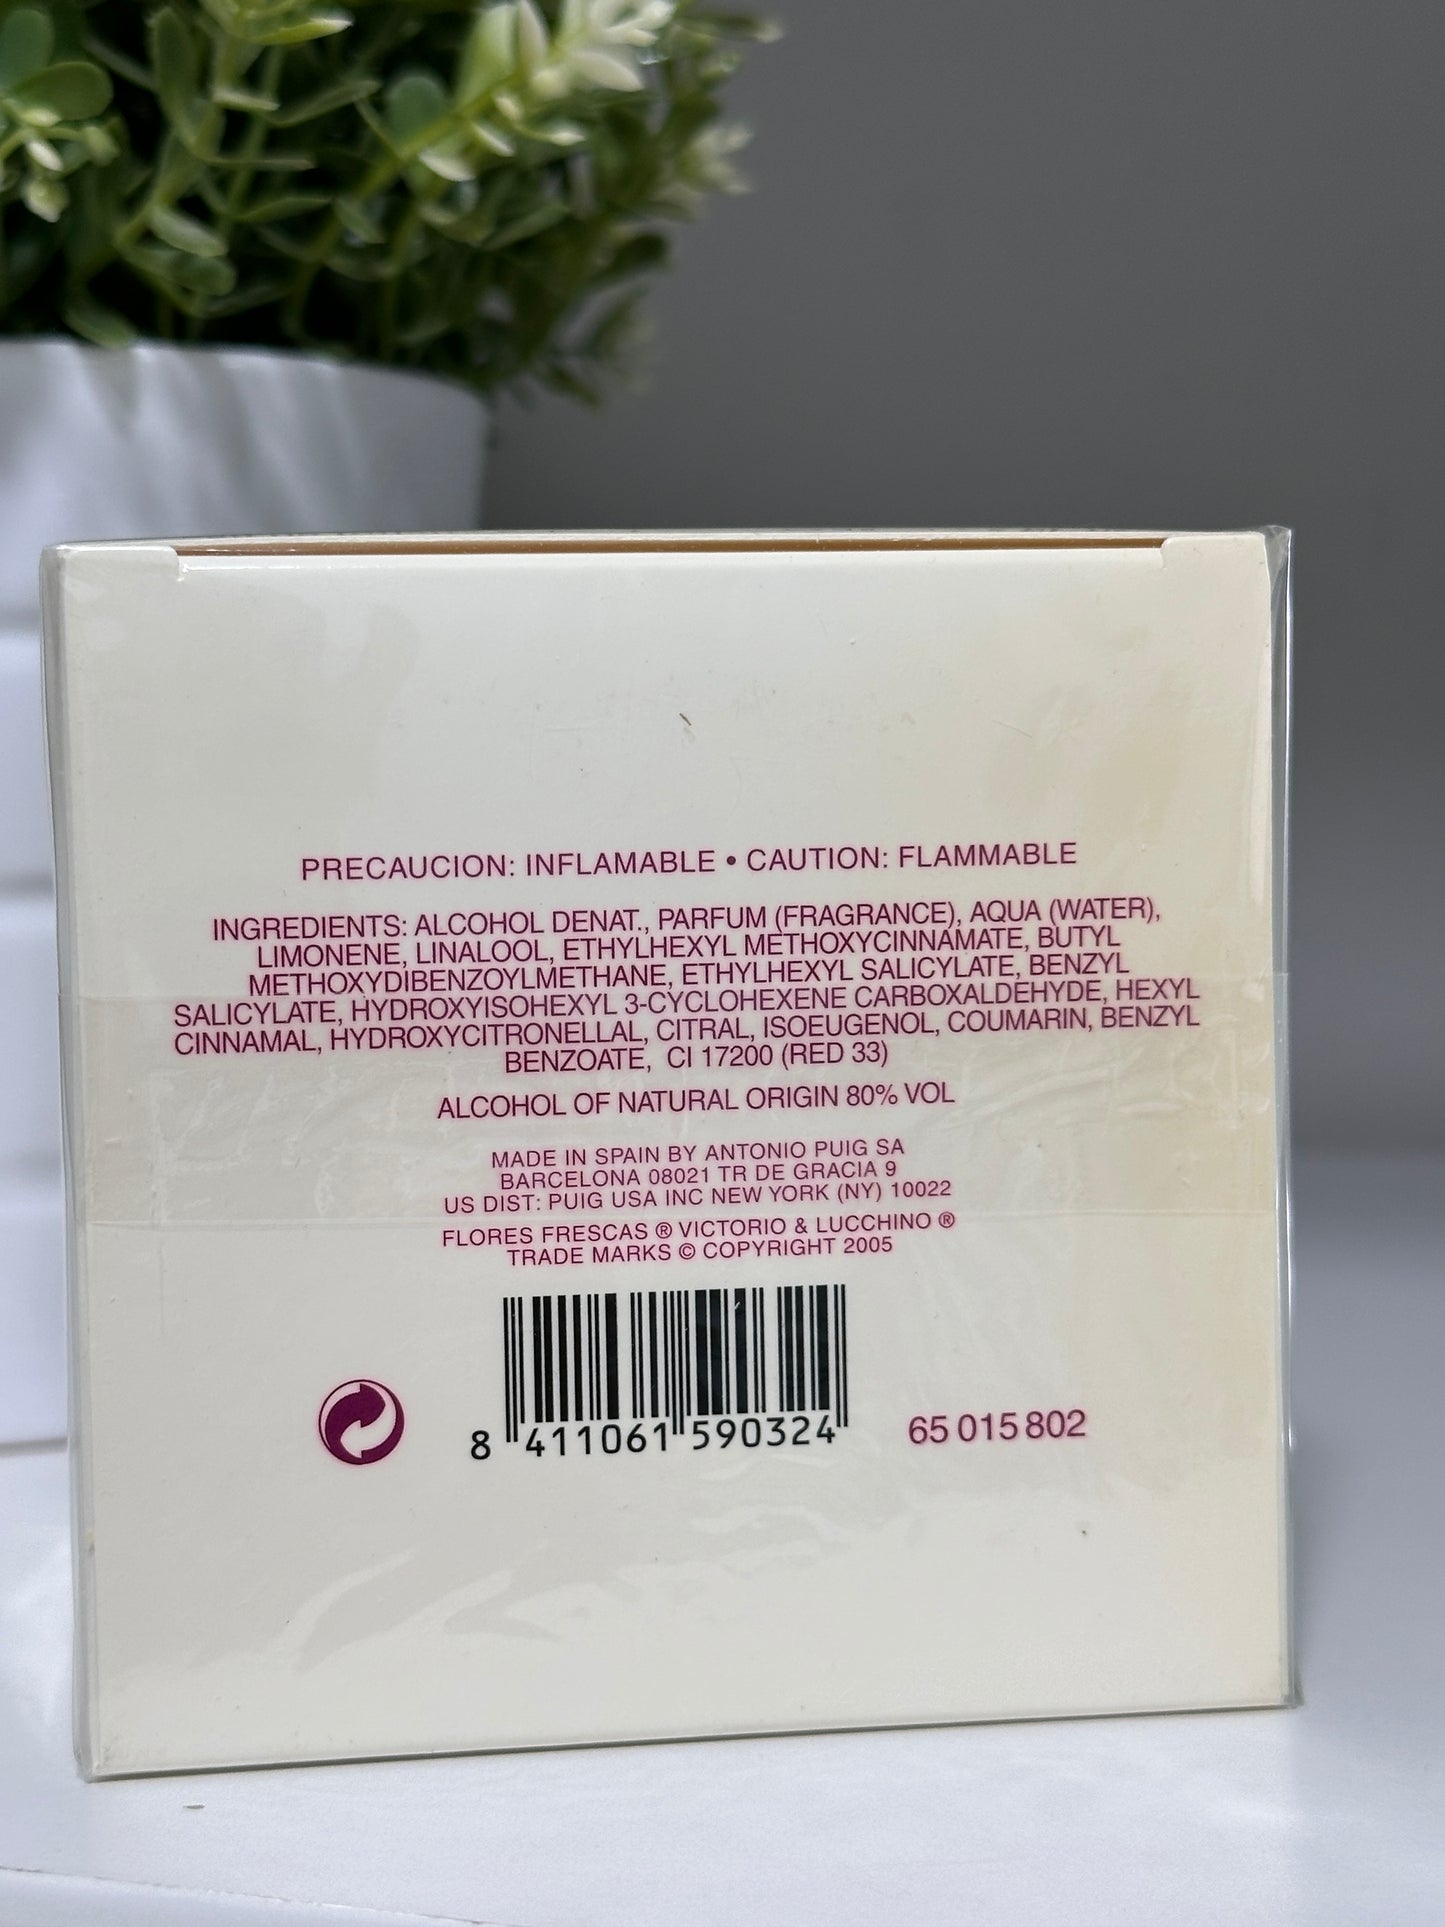 PRECAUCION: INFLAMABLE • CAUTION: FLAMMABLE
INGREDIENTS: ALCOHOL DENAT., PARFUM (FRAGRANCE), AQUA (WATER),
LIMONENE, LINALOOL, ETHYLHEXYL METHOXYCINNAMATE, BUTYL
METHOXYDIBENZOYLMETHANE, ETHYLHEXYL SALICYLATE, BENZYL
SALICYLATE, HYDROXYISOHEXYL 3-CYCLOHEXENE CARBOXALDEHYDE, HEXYL
CINNAMAL, HYDROXYCITRONELLAL, CITRAL, ISOEUGENOL, COUMARIN, BENZYL
BENZOATE, CI 17200 (RED 33)
ALCOHOL OF NATURAL ORIGIN 80% VOL
MADE IN SPAIN BY ANTONIO PUIG SA
BARCELONA 08021 TR DE GRACIA 9
US DIST: PUIG USA INC NEW YORK (NY) 10022
FLORES FRESCAS ® VICTORIO & LUCCHINO ®
TRADE MARKS © COPYRIGHT 2005
8 411061 590324
65 015 802